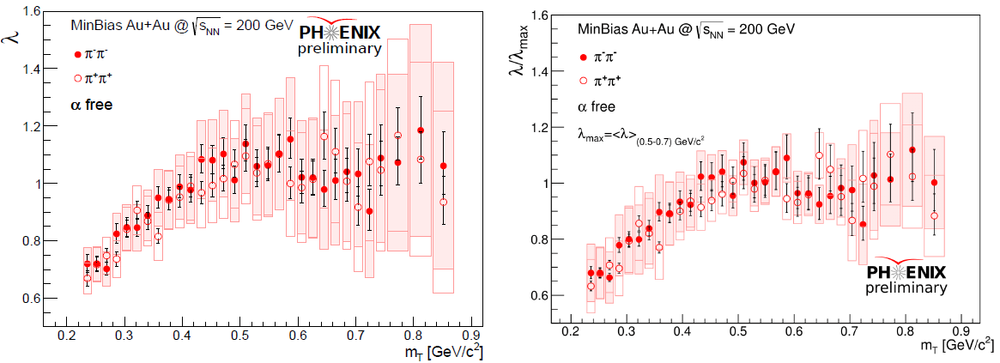 MinBias Au+Au @ √sNN = 200 GeV
PHENIX
preliminary
π-π-
π+π+
α free
λ
1.6
1.4
1.2
1
0.8
0.6
0.2 0.3 0.4 0.5 0.6 0.7 0.8 0.9
mT [GeV/c2]
MinBias Au+Au @ √sNN = 200 GeV
π-π-
π+π+
α free
λmax=<λ>(0.5-0.7) GeV/c2
λ/λmax
1.6
1.4
1.2
1
0.8
0.6
PHENIX
preliminary
0.2 0.3 0.4 0.5 0.6 0.7 0.8 0.9
mT [GeV/c2]